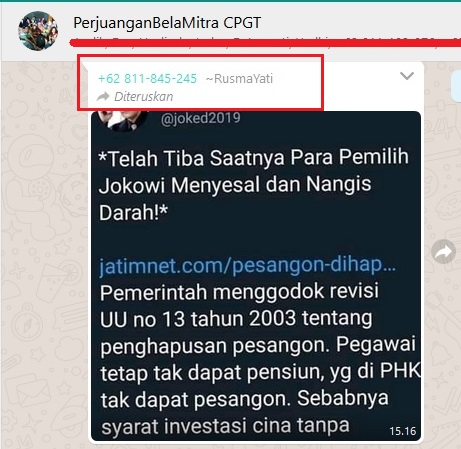 PerjuanganBelaMitra CPGT
+62 811-845-245 ~RusmaYati
Diteruskan
@joked2019
*Telah Tiba Saatnya Para Pemilih
Jokowi Menyesal dan Nangis
Darah!*
jatimnet.com/pesangon-dihap...
Pemerintah menggodok revisi
UU no 13 tahun 2003 tentang
penghapusan pesangon. Pegawai
tetap tak dapat pensiun, yg di PHK
tak dapat pesangon. Sebabnya
syarat investasi cina tanpa
15.16